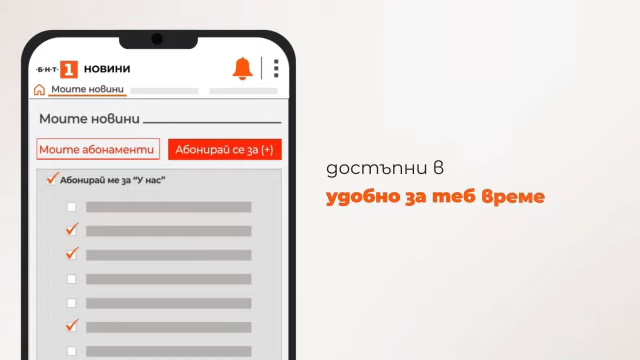 ·Б·Н·Т· 1 НОВИНИ
Моите новини
Моите новини
Моите абонаменти
Абонирай се за (+)
Абонирай ме за “У нас”
достъпни в
удобно за теб време